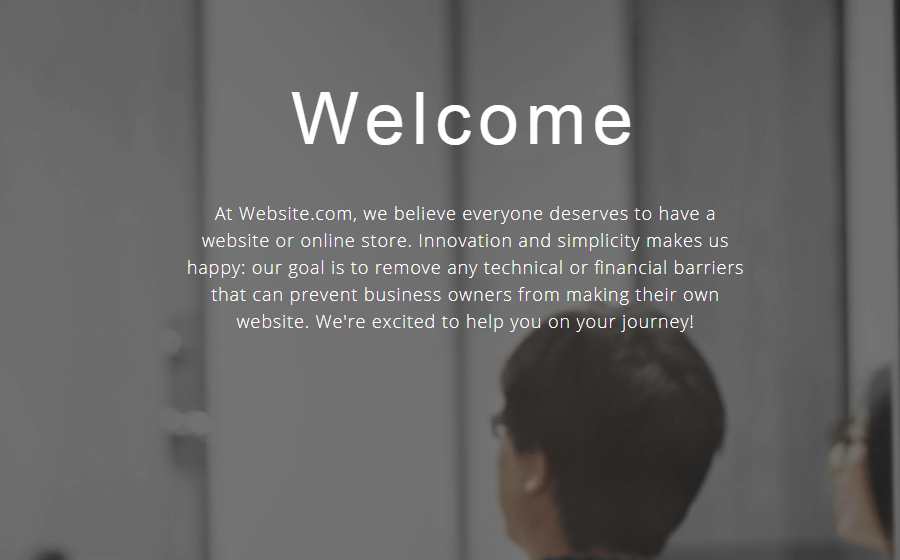 Welcome
At Website.com, we believe everyone deserves to have a
website or online store. Innovation and simplicity makes us
happy: our goal is to remove any technical or financial barriers
that can prevent business owners from making their own
website. We're excited to help you on your journey!